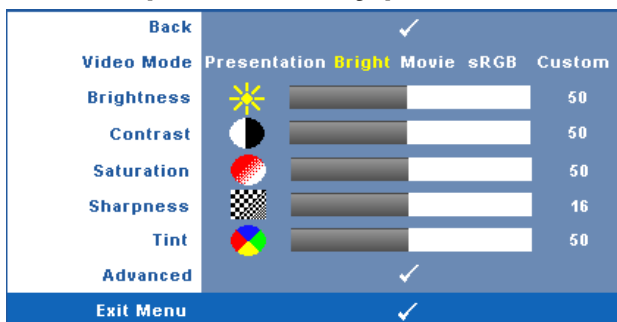 Back
Video Mode Presentation Bright Movie sRGB Custom
Brightness 50
Contrast 50
Saturation 50
Sharpness 16
Tint 50
Advanced
Exit Menu